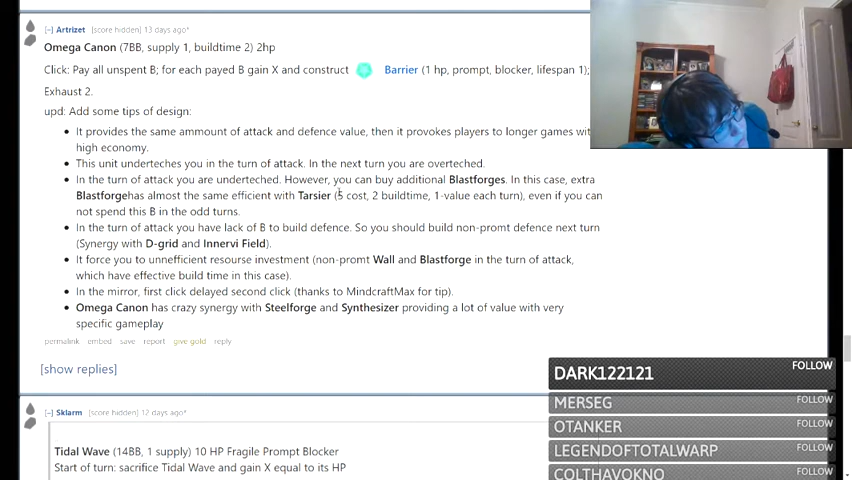 [–] Artrizet [score hidden] 13 days ago*
Omega Canon (7BB, supply 1, buildtime 2) 2hp
Click: Pay all unspent B; for each payed B gain X and construct Barrier (1 hp, prompt, blocker, lifespan 1);
Exhaust 2.
upd: Add some tips of design:
It provides the same ammount of attack and defence value, then it provokes players to longer games
high economy.
This unit underteches you in the turn of attack. In the next turn you are overteched.
In the turn of attack you are underteched. However, you can buy additional Blastforges. In this case, extra
Blastforgehas almost the same efficient with Tarsier (5 cost, 2 buildtime, 1-value each turn), even if you can
not spend this B in the odd turns.
In the turn of attack you have lack of B to build defence. So you should build non-promt defence next turn
(Synergy with D-grid and Innervi Field).
It force you to unnefficient resourse investment (non-promt Wall and Blastforge in the turn of attack,
which have effective build time in this case).
In the mirror, first click delayed second click (thanks to MindcraftMax for tip).
Omega Canon has crazy synergy with Steelforge and Synthesizer providing a lot of value with very
specific gameplay
permalink embed save report give gold reply
[show replies]
DARK122121 FOLLOW
MERSEG FOLLOW
OTANKER FOLLOW
LEGENDOFTOTALWARP FOLLOW
COLTHAVOKNO FOLLOW
[–] Sklarm [score hidden] 12 days ago*
Tidal Wave (14BB, 1 supply) 10 HP Fragile Prompt Blocker
Start of turn: sacrifice Tidal Wave and gain X equal to its HP